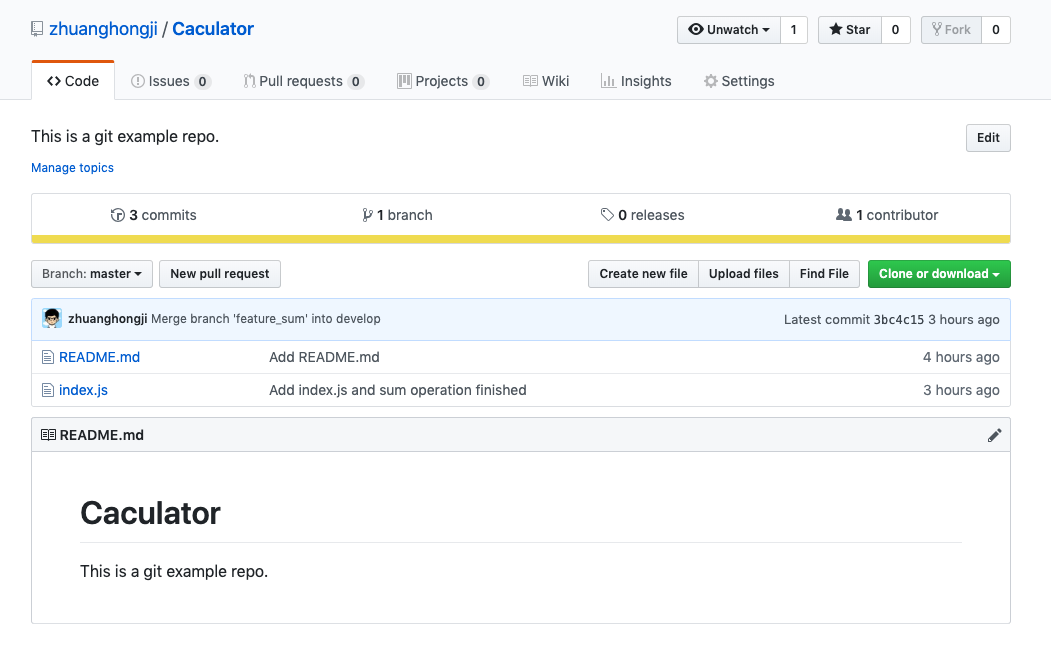 zhuanghongji / Caculator
Unwatch 1 Star 0 Fork 0
Code Issues 0 Pull requests 0 Projects 0 Wiki Insights Settings
This is a git example repo. Edit
Manage topics
3 commits 1 branch 0 releases 1 contributor
Branch: master New pull request Create new file Upload files Find File Clone or download
zhuanghongji Merge branch 'feature_sum' into develop Latest commit 3bc4c15 3 hours ago
README.md Add README.md 4 hours ago
index.js Add index.js and sum operation finished 3 hours ago
README.md
Caculator
This is a git example repo.